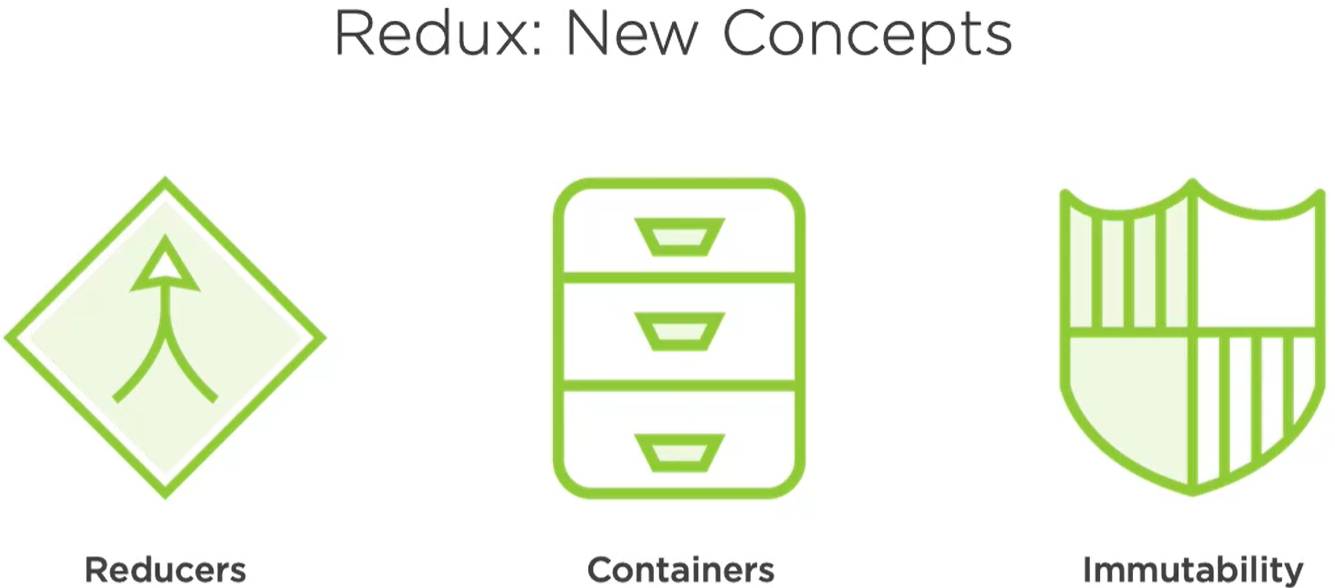 Redux: New Concepts
Reducers
Containers
Immutability